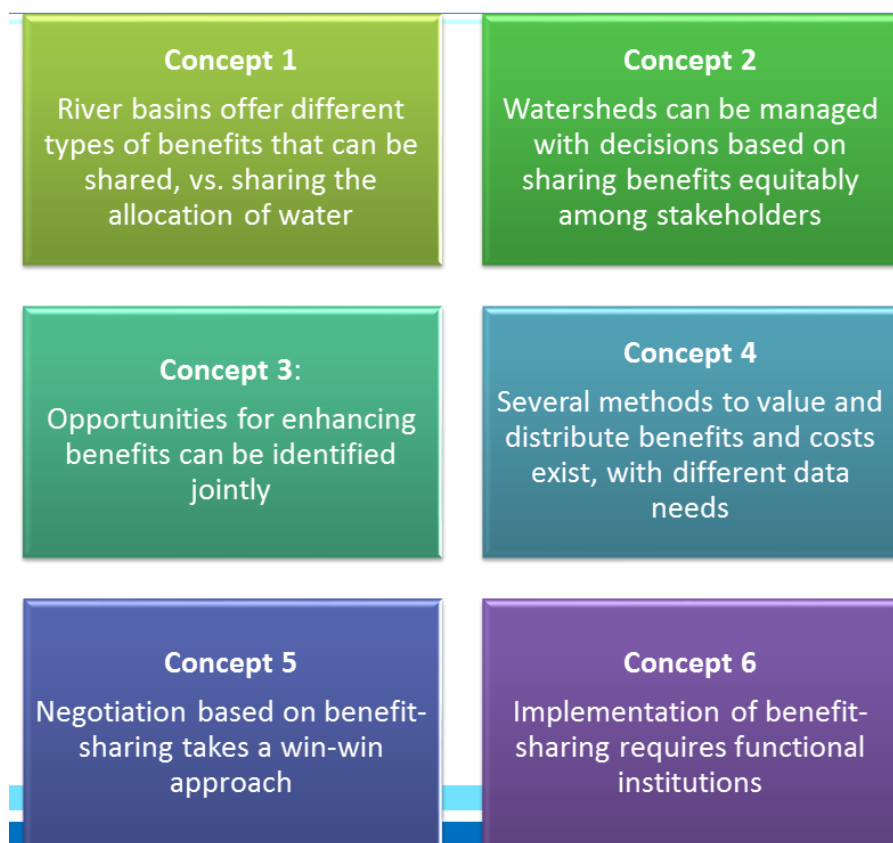 Concept 1
River basins offer different
types of benefits that can be
shared, vs. sharing the
allocation of water
Concept 2
Watersheds can be managed
with decisions based on
sharing benefits equitably
among stakeholders
Concept 3:
Opportunities for enhancing
benefits can be identified
jointly
Concept 4
Several methods to value and
distribute benefits and costs
exist, with different data
needs
Concept 5
Negotiation based on benefit-
sharing takes a win-win
approach
Concept 6
Implementation of benefit-
sharing requires functional
institutions